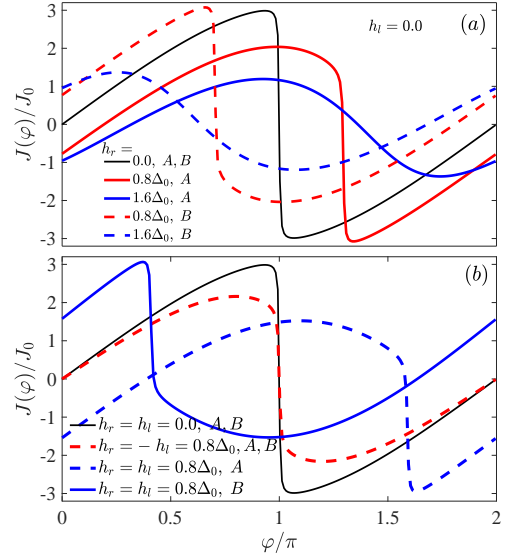 (a)
h_l = 0.0
3
2
1
0
-1
-2
-3
J(φ)/J_0
h_r =
0.0, A, B
0.8Δ_0, A
1.6Δ_0, A
0.8Δ_0, B
1.6Δ_0, B
(b)
3
2
1
0
-1
-2
-3
J(φ)/J_0
h_r = h_l = 0.0, A, B
h_r = − h_l = 0.8Δ_0, A, B
h_r = h_l = 0.8Δ_0, A
h_r = h_l = 0.8Δ_0, B
0 0.5 1 1.5 2
φ/π